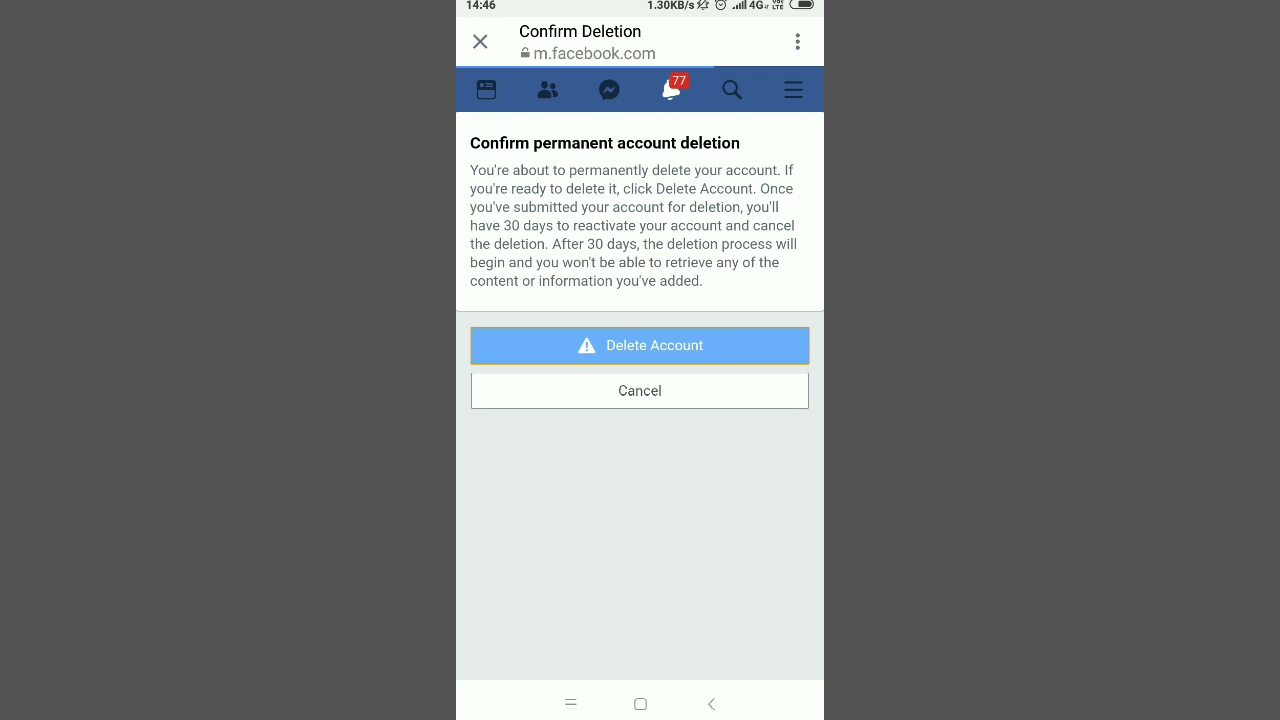 14:46 1.30KB/s 4G VoLTE
Confirm Deletion
m.facebook.com
77
Confirm permanent account deletion
You're about to permanently delete your account. If
you're ready to delete it, click Delete Account. Once
you've submitted your account for deletion, you'll
have 30 days to reactivate your account and cancel
the deletion. After 30 days, the deletion process will
begin and you won't be able to retrieve any of the
content or information you've added.
Delete Account
Cancel